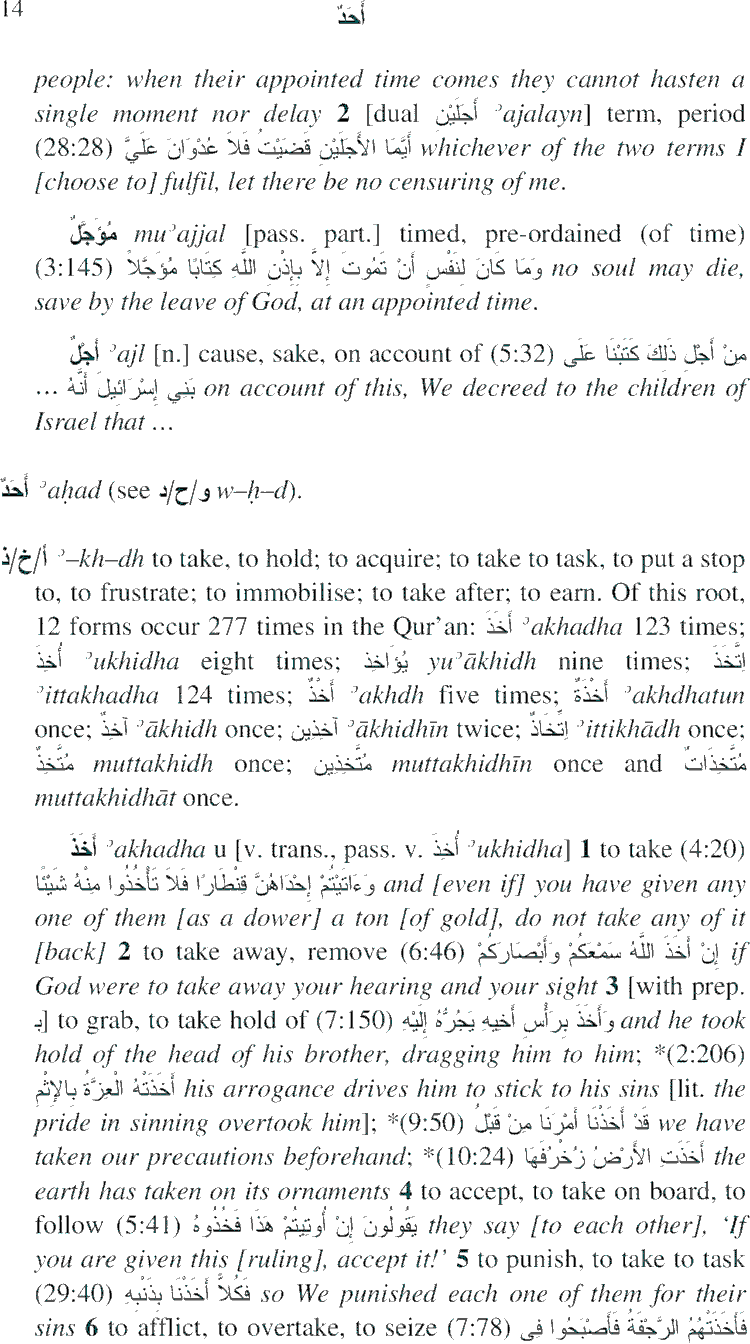 14 أَحَدٌ
people: when their appointed time comes they cannot hasten a
single moment nor delay 2 [dual أَجَلَيْن ʾajalayn] term, period
(28:28) أَيَّمَا الأَجَلَيْنِ قَضَيْتُ فَلاَ عُدْوَانَ عَلَيَّ whichever of the two terms I
[choose to] fulfil, let there be no censuring of me.
مُؤَجَّلٌ muʾajjal [pass. part.] timed, pre-ordained (of time)
(3:145) وَمَا كَانَ لِنَفْسٍ أَنْ تَمُوتَ إِلاَّ بِإِذْنِ اللَّهِ كِتَابًا مُؤَجَّلاً no soul may die,
save by the leave of God, at an appointed time.
أَجْلٌ ʾajl [n.] cause, sake, on account of (5:32) مِنْ أَجْلِ ذَلِكَ كَتَبْنَا عَلَى
... بَنِي إِسْرَائِيلَ أَنَّهُ on account of this, We decreed to the children of
Israel that ...
أَحَدٌ ʾaḥad (see و/ح/د w–ḥ–d).
أ/خ/ذ ʾ–kh–dh to take, to hold; to acquire; to take to task, to put a stop
to, to frustrate; to immobilise; to take after; to earn. Of this root,
12 forms occur 277 times in the Qur’an: أَخَذَ ʾakhadha 123 times;
أُخِذَ ʾukhidha eight times; يُؤَاخِذ yuʾākhidh nine times; اِتَّخَذَ
ʾittakhadha 124 times; أَخْذٌ ʾakhdh five times; أَخْذَةٌ ʾakhdhatun
once; آخِذٌ ʾākhidh once; آخِذِين ʾākhidhīn twice; اِتِّخَاذٌ ʾittikhādh once;
مُتَّخِذٌ muttakhidh once; مُتَّخِذِين muttakhidhīn once and مُتَّخِذَاتٌ
muttakhidhāt once.
أَخَذَ ʾakhadha u [v. trans., pass. v. أُخِذَ ʾukhidha] 1 to take (4:20)
وَءَاتَيْتُمْ إِحْدَاهُنَّ قِنْطَارًا فَلاَ تَأْخُذُوا مِنْهُ شَيْئًا and [even if] you have given any
one of them [as a dower] a ton [of gold], do not take any of it
[back] 2 to take away, remove (6:46) إِنْ أَخَذَ اللَّهُ سَمْعَكُمْ وَأَبْصَارَكُمْ if
God were to take away your hearing and your sight 3 [with prep.
بـ] to grab, to take hold of (7:150) وَأَخَذَ بِرَأْسِ أَخِيهِ يَجُرُّهُ إِلَيْهِ and he took
hold of the head of his brother, dragging him to him; *(2:206)
أَخَذَتْهُ الْعِزَّةُ بِالإِثْمِ his arrogance drives him to stick to his sins [lit. the
pride in sinning overtook him]; *(9:50) قَدْ أَخَذْنَا أَمْرَنَا مِنْ قَبْلُ we have
taken our precautions beforehand; *(10:24) أَخَذَتِ الأَرْضُ زُخْرُفَهَا the
earth has taken on its ornaments 4 to accept, to take on board, to
follow (5:41) يَقُولُونَ إِنْ أُوتِيتُمْ هَذَا فَخُذُوهُ they say [to each other], ‘If
you are given this [ruling], accept it!’ 5 to punish, to take to task
(29:40) فَكُلاًّ أَخَذْنَا بِذَنْبِهِ so We punished each one of them for their
sins 6 to afflict, to overtake, to seize (7:78) فَأَخَذَتْهُمُ الرَّجْفَةُ فَأَصْبَحُوا فِي